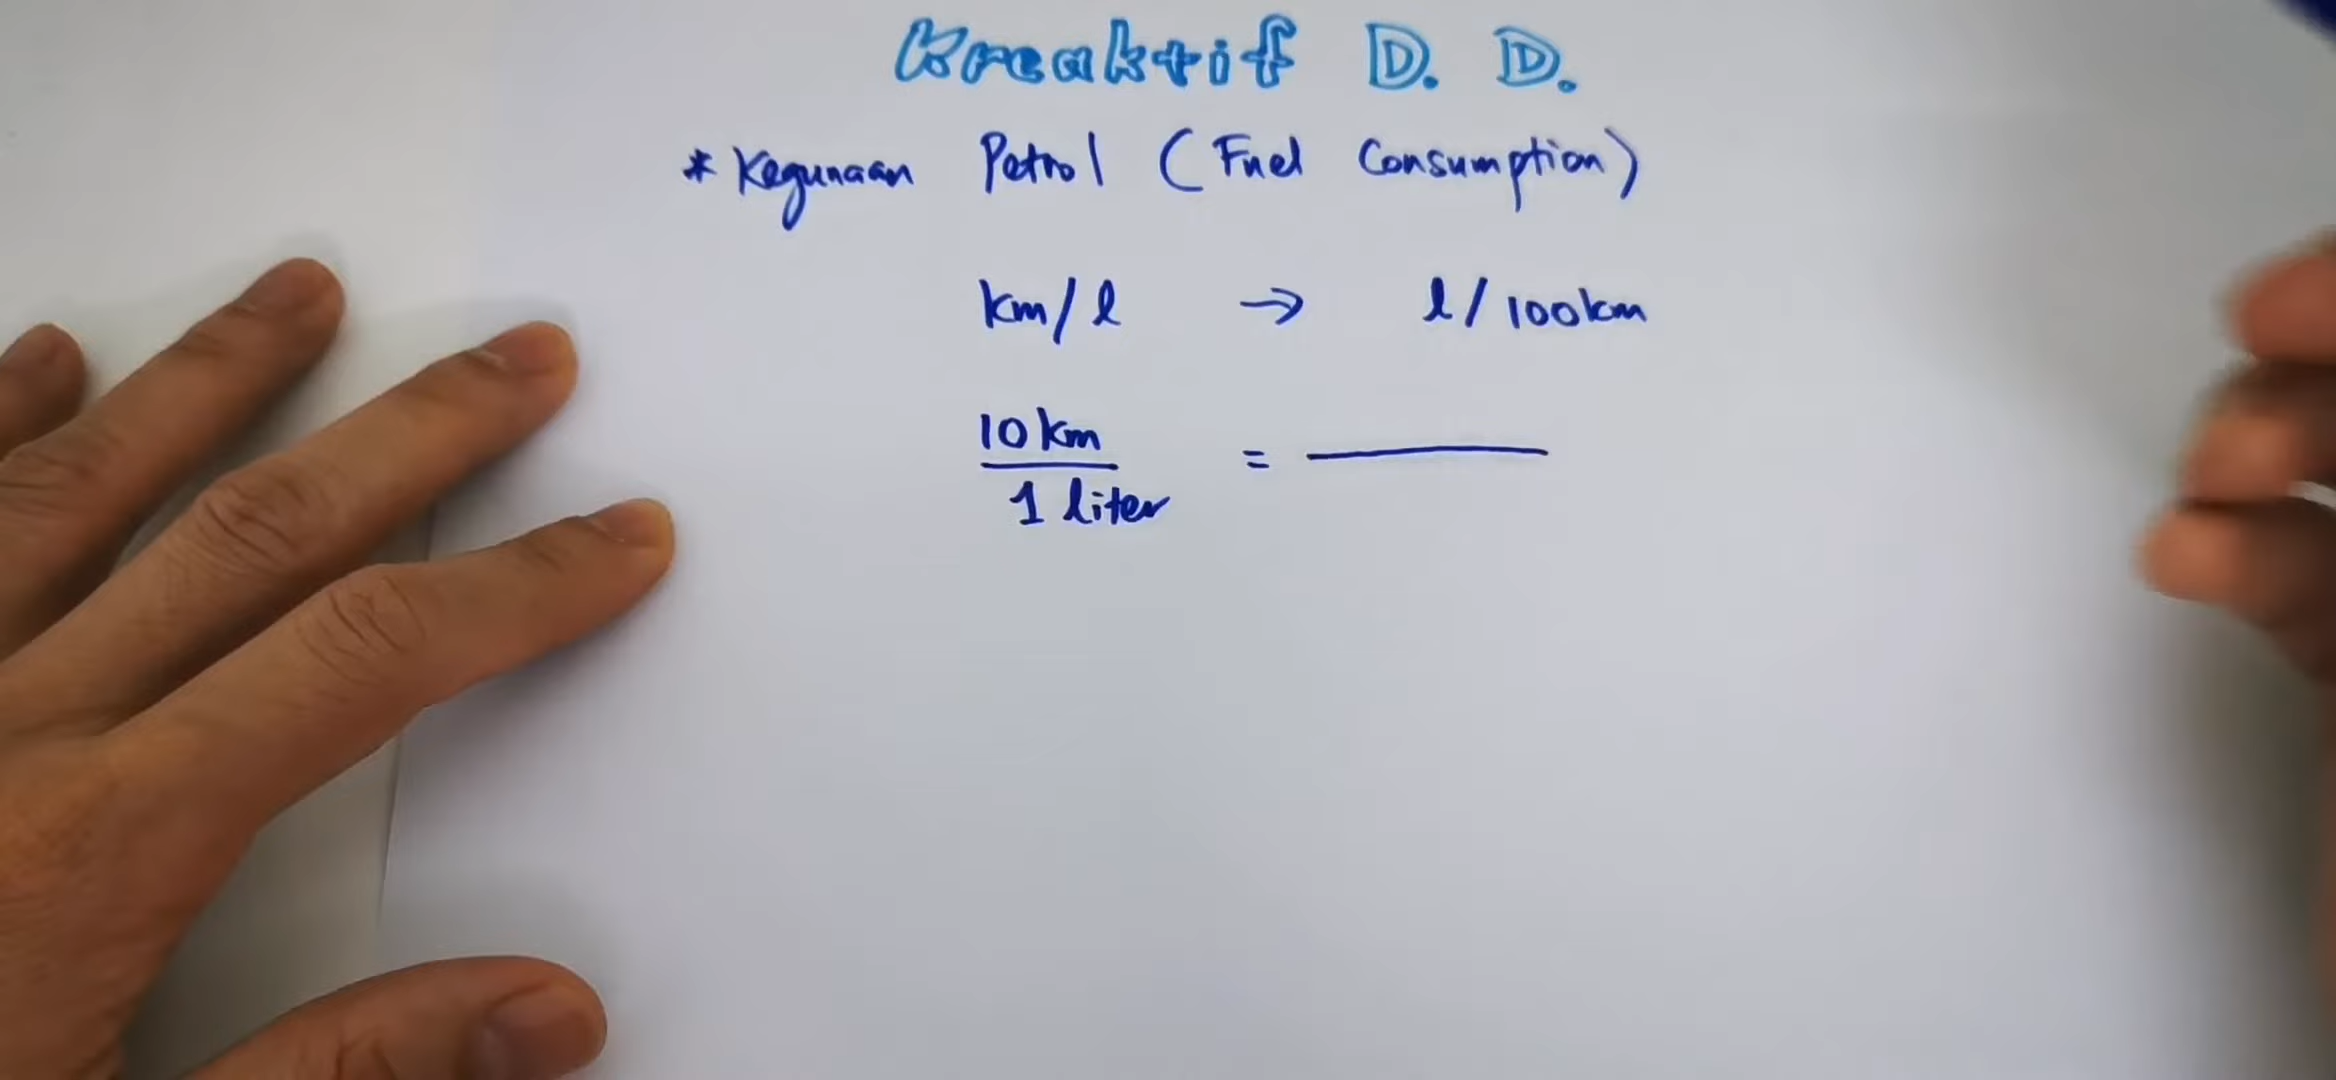 Kreaktif D. D.
* Kegunaan Petrol (Fuel Consumption)
km/l → l/100km
10 km
1 liter
=